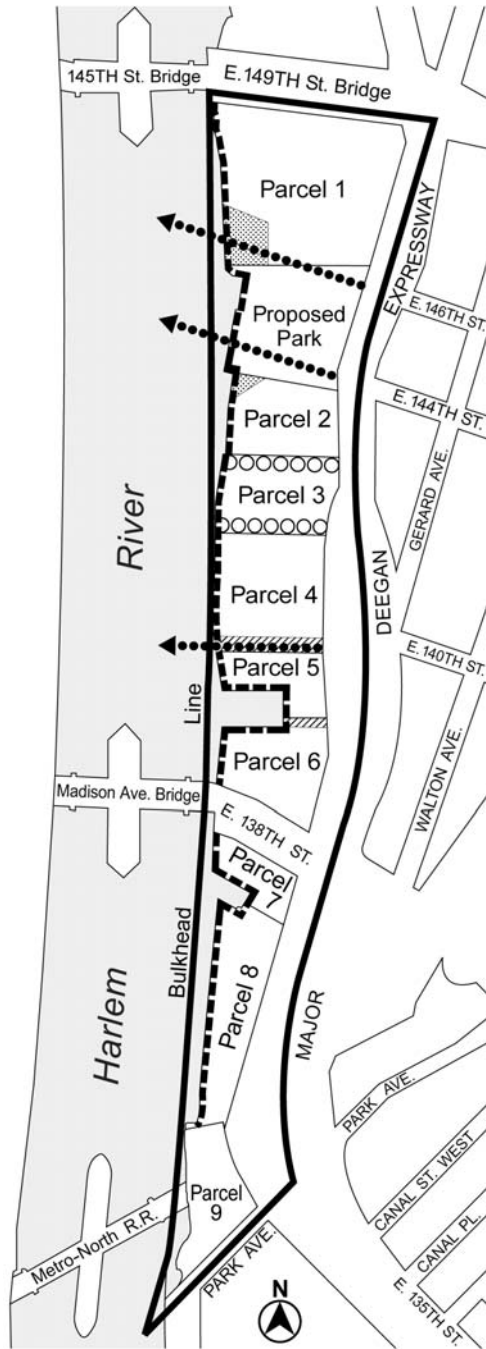 145TH St. Bridge
E. 149TH St. Bridge
Parcel 1
EXPRESSWAY
E. 146TH ST.
Proposed
Park
E. 144TH ST.
Parcel 2
GERARD AVE.
Parcel 3
River
Parcel 4
DEEGAN
E. 140TH ST.
Parcel 5
Line
WALTON AVE.
Parcel 6
Madison Ave. Bridge
E. 138TH ST.
Parcel
7
Bulkhead
Parcel 8
Harlem
MAJOR
PARK AVE.
CANAL ST. WEST
Parcel
9
CANAL PL.
Metro-North R.R.
PARK AVE.
E. 135TH ST.
N